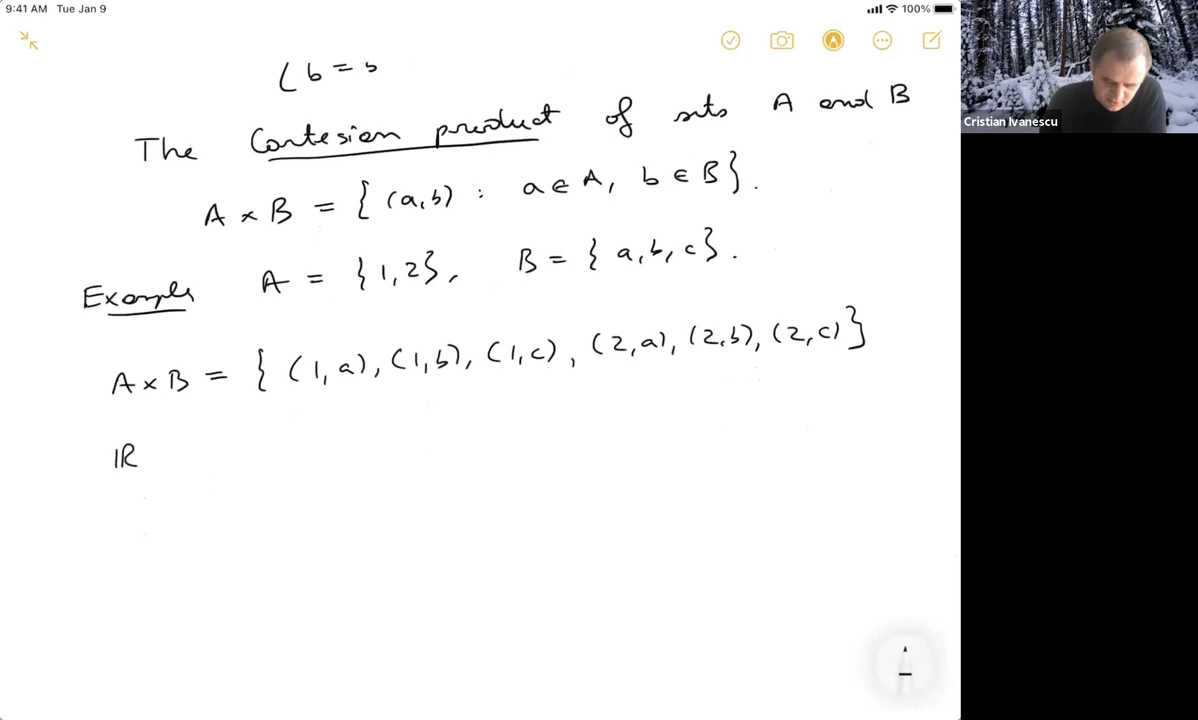 9:41 AM Tue Jan 9
100%
( b = b
The Cartesian product of sets A and B
A × B = { (a,b) : a ∈ A, b ∈ B}.
Example A = {1,2}, B = { a, b, c}.
A × B = { (1, a), (1, b), (1, c), (2, a), (2, b), (2, c)}
ℝ
Cristian Ivanescu